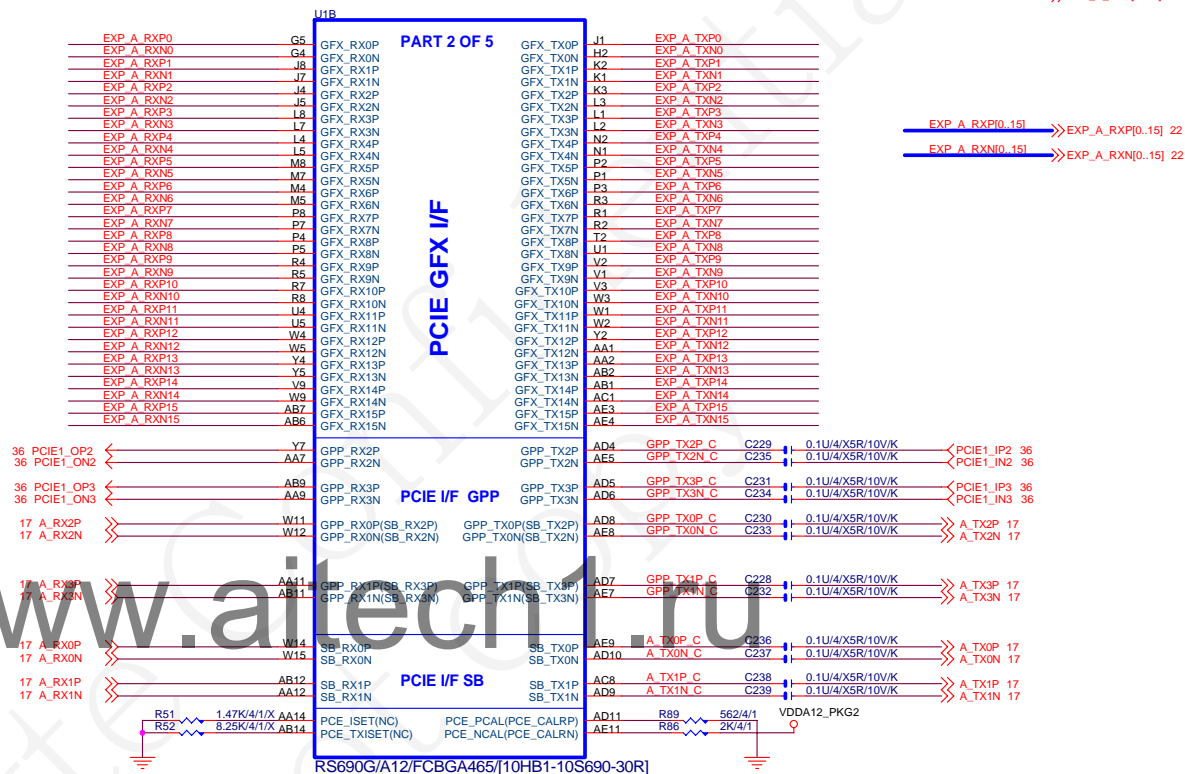 U1B
PART 2 OF 5
PCIE GFX I/F
EXP_A_RXP0 G5 GFX_RX0P GFX_TX0P J1 EXP_A_TXP0
EXP_A_RXN0 G4 GFX_RX0N GFX_TX0N H2 EXP_A_TXN0
EXP_A_RXP1 J8 GFX_RX1P GFX_TX1P K2 EXP_A_TXP1
EXP_A_RXN1 J7 GFX_RX1N GFX_TX1N K1 EXP_A_TXN1
EXP_A_RXP2 J4 GFX_RX2P GFX_TX2P K3 EXP_A_TXP2
EXP_A_RXN2 J5 GFX_RX2N GFX_TX2N L3 EXP_A_TXN2
EXP_A_RXP3 L8 GFX_RX3P GFX_TX3P L1 EXP_A_TXP3
EXP_A_RXN3 L7 GFX_RX3N GFX_TX3N L2 EXP_A_TXN3
EXP_A_RXP4 L4 GFX_RX4P GFX_TX4P N2 EXP_A_TXP4
EXP_A_RXN4 L5 GFX_RX4N GFX_TX4N N1 EXP_A_TXN4
EXP_A_RXP5 M8 GFX_RX5P GFX_TX5P P2 EXP_A_TXP5
EXP_A_RXN5 M7 GFX_RX5N GFX_TX5N P1 EXP_A_TXN5
EXP_A_RXP6 M4 GFX_RX6P GFX_TX6P P3 EXP_A_TXP6
EXP_A_RXN6 M5 GFX_RX6N GFX_TX6N R3 EXP_A_TXN6
EXP_A_RXP7 P8 GFX_RX7P GFX_TX7P R1 EXP_A_TXP7
EXP_A_RXN7 P7 GFX_RX7N GFX_TX7N R2 EXP_A_TXN7
EXP_A_RXP8 P4 GFX_RX8P GFX_TX8P T2 EXP_A_TXP8
EXP_A_RXN8 P5 GFX_RX8N GFX_TX8N U1 EXP_A_TXN8
EXP_A_RXP9 R4 GFX_RX9P GFX_TX9P V2 EXP_A_TXP9
EXP_A_RXN9 R5 GFX_RX9N GFX_TX9N V1 EXP_A_TXN9
EXP_A_RXP10 R7 GFX_RX10P GFX_TX10P V3 EXP_A_TXP10
EXP_A_RXN10 R8 GFX_RX10N GFX_TX10N W3 EXP_A_TXN10
EXP_A_RXP11 U4 GFX_RX11P GFX_TX11P W1 EXP_A_TXP11
EXP_A_RXN11 U5 GFX_RX11N GFX_TX11N W2 EXP_A_TXN11
EXP_A_RXP12 W4 GFX_RX12P GFX_TX12P Y2 EXP_A_TXP12
EXP_A_RXN12 W5 GFX_RX12N GFX_TX12N AA1 EXP_A_TXN12
EXP_A_RXP13 Y4 GFX_RX13P GFX_TX13P AA2 EXP_A_TXP13
EXP_A_RXN13 Y5 GFX_RX13N GFX_TX13N AB2 EXP_A_TXN13
EXP_A_RXP14 V9 GFX_RX14P GFX_TX14P AB1 EXP_A_TXP14
EXP_A_RXN14 W9 GFX_RX14N GFX_TX14N AC1 EXP_A_TXN14
EXP_A_RXP15 AB7 GFX_RX15P GFX_TX15P AE3 EXP_A_TXP15
EXP_A_RXN15 AB6 GFX_RX15N GFX_TX15N AE4 EXP_A_TXN15
EXP_A_RXP[0..15] EXP_A_RXP[0..15] 22
EXP_A_RXN[0..15] EXP_A_RXN[0..15] 22
36 PCIE1_OP2 Y7 GPP_RX2P GPP_TX2P AD4 GPP_TX2P_C C229 0.1U/4/X5R/10V/K PCIE1_IP2 36
36 PCIE1_ON2 AA7 GPP_RX2N GPP_TX2N AE5 GPP_TX2N_C C235 0.1U/4/X5R/10V/K PCIE1_IN2 36
36 PCIE1_OP3 AB9 GPP_RX3P GPP_TX3P AD5 GPP_TX3P_C C231 0.1U/4/X5R/10V/K PCIE1_IP3 36
36 PCIE1_ON3 AA9 GPP_RX3N GPP_TX3N AD6 GPP_TX3N_C C234 0.1U/4/X5R/10V/K PCIE1_IN3 36
PCIE I/F GPP
17 A_RX2P W11 GPP_RX0P(SB_RX2P) GPP_TX0P(SB_TX2P) AD8 GPP_TX0P_C C230 0.1U/4/X5R/10V/K A_TX2P 17
17 A_RX2N W12 GPP_RX0N(SB_RX2N) GPP_TX0N(SB_TX2N) AE8 GPP_TX0N_C C233 0.1U/4/X5R/10V/K A_TX2N 17
17 A_RX3P AA11 GPP_RX1P(SB_RX3P) GPP_TX1P(SB_TX3P) AD7 GPP_TX1P_C C228 0.1U/4/X5R/10V/K A_TX3P 17
17 A_RX3N AB11 GPP_RX1N(SB_RX3N) GPP_TX1N(SB_TX3N) AE7 GPP_TX1N_C C232 0.1U/4/X5R/10V/K A_TX3N 17
ww.aitech1.ru
17 A_RX0P W14 SB_RX0P SB_TX0P AE9 A_TX0P_C C236 0.1U/4/X5R/10V/K A_TX0P 17
17 A_RX0N W15 SB_RX0N SB_TX0N AD10 A_TX0N_C C237 0.1U/4/X5R/10V/K A_TX0N 17
PCIE I/F SB
17 A_RX1P AB12 SB_RX1P SB_TX1P AC8 A_TX1P_C C238 0.1U/4/X5R/10V/K A_TX1P 17
17 A_RX1N AA12 SB_RX1N SB_TX1N AD9 A_TX1N_C C239 0.1U/4/X5R/10V/K A_TX1N 17
R51 1.47K/4/1/X AA14 PCE_ISET(NC) PCE_PCAL(PCE_CALRP) AD11 R89 562/4/1 VDDA12_PKG2
R52 8.25K/4/1/X AB14 PCE_TXISET(NC) PCE_NCAL(PCE_CALRN) AE11 R86 2K/4/1
RS690G/A12/FCBGA465/[10HB1-10S690-30R]